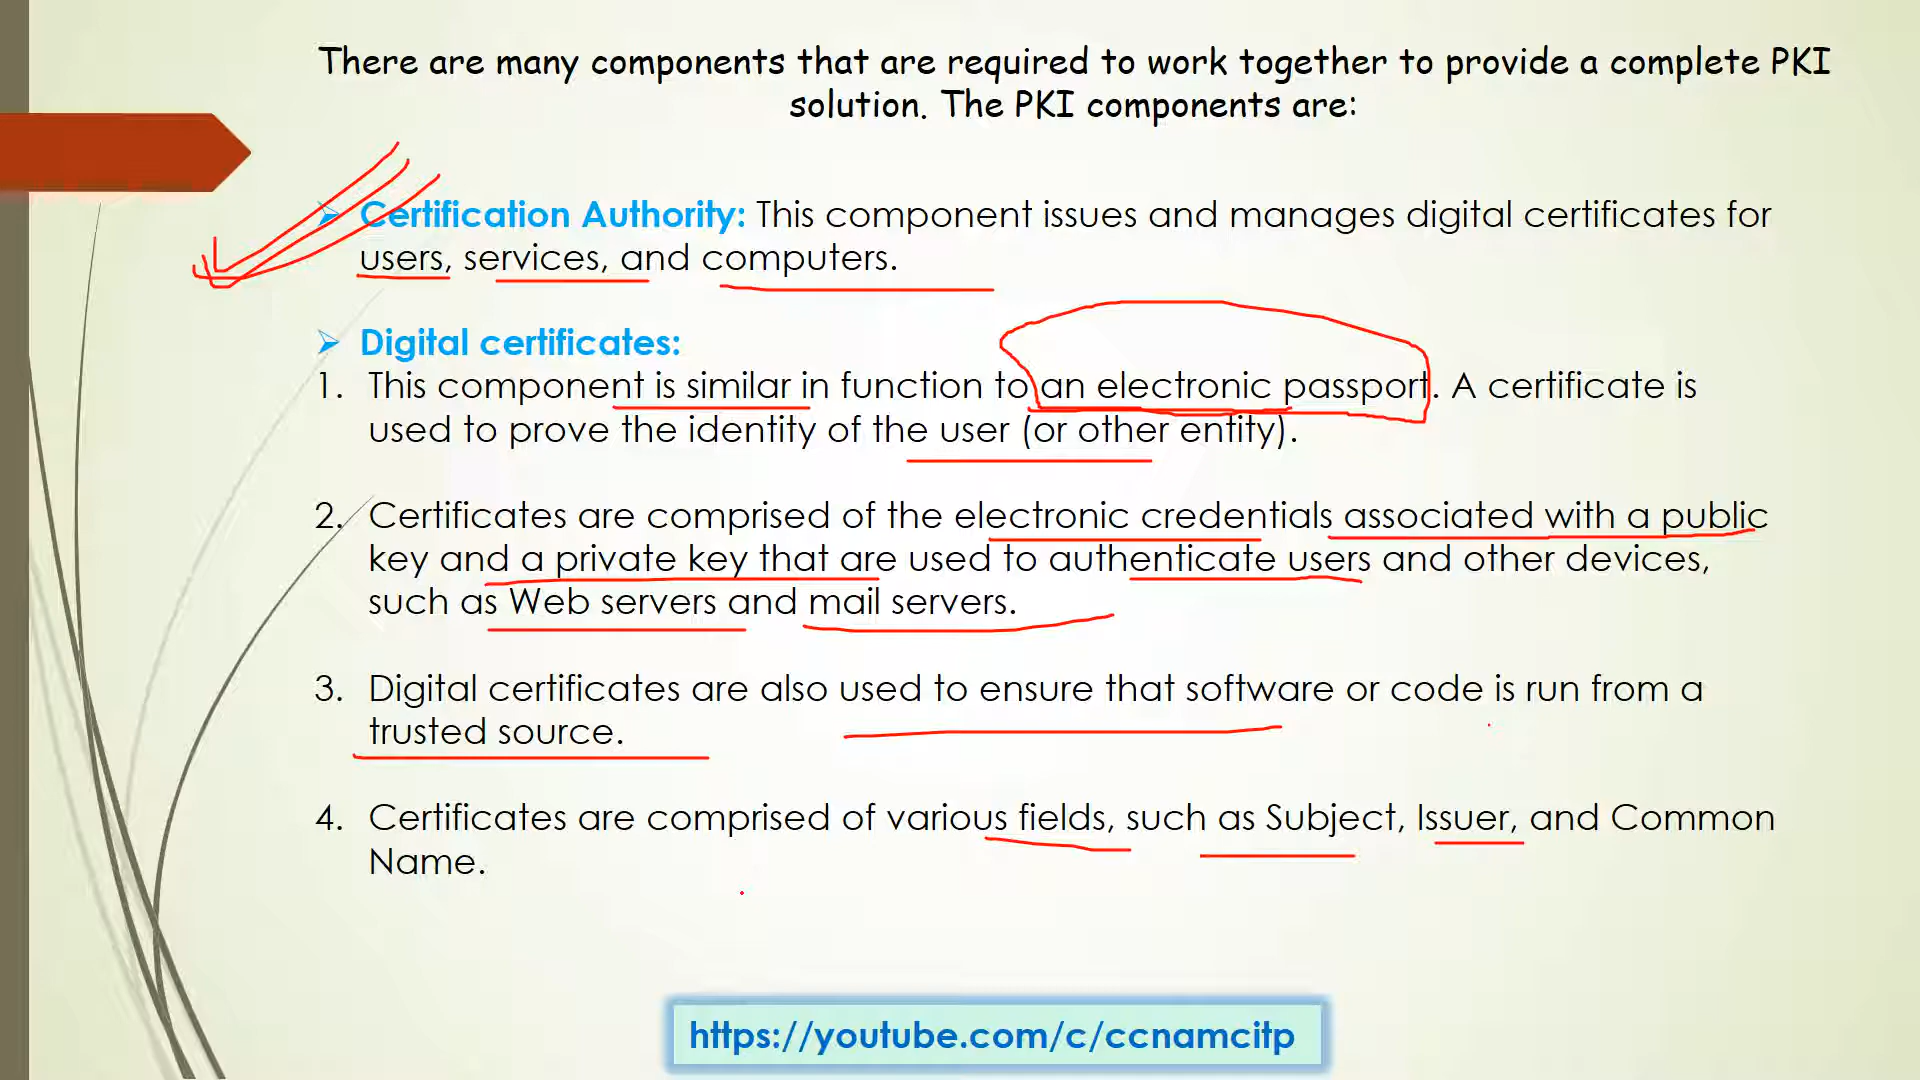 There are many components that are required to work together to provide a complete PKI
solution. The PKI components are:
➢ Certification Authority: This component issues and manages digital certificates for
users, services, and computers.
➢ Digital certificates:
1. This component is similar in function to an electronic passport. A certificate is
used to prove the identity of the user (or other entity).
2. Certificates are comprised of the electronic credentials associated with a public
key and a private key that are used to authenticate users and other devices,
such as Web servers and mail servers.
3. Digital certificates are also used to ensure that software or code is run from a
trusted source.
4. Certificates are comprised of various fields, such as Subject, Issuer, and Common
Name.
https://youtube.com/c/ccnamcitp